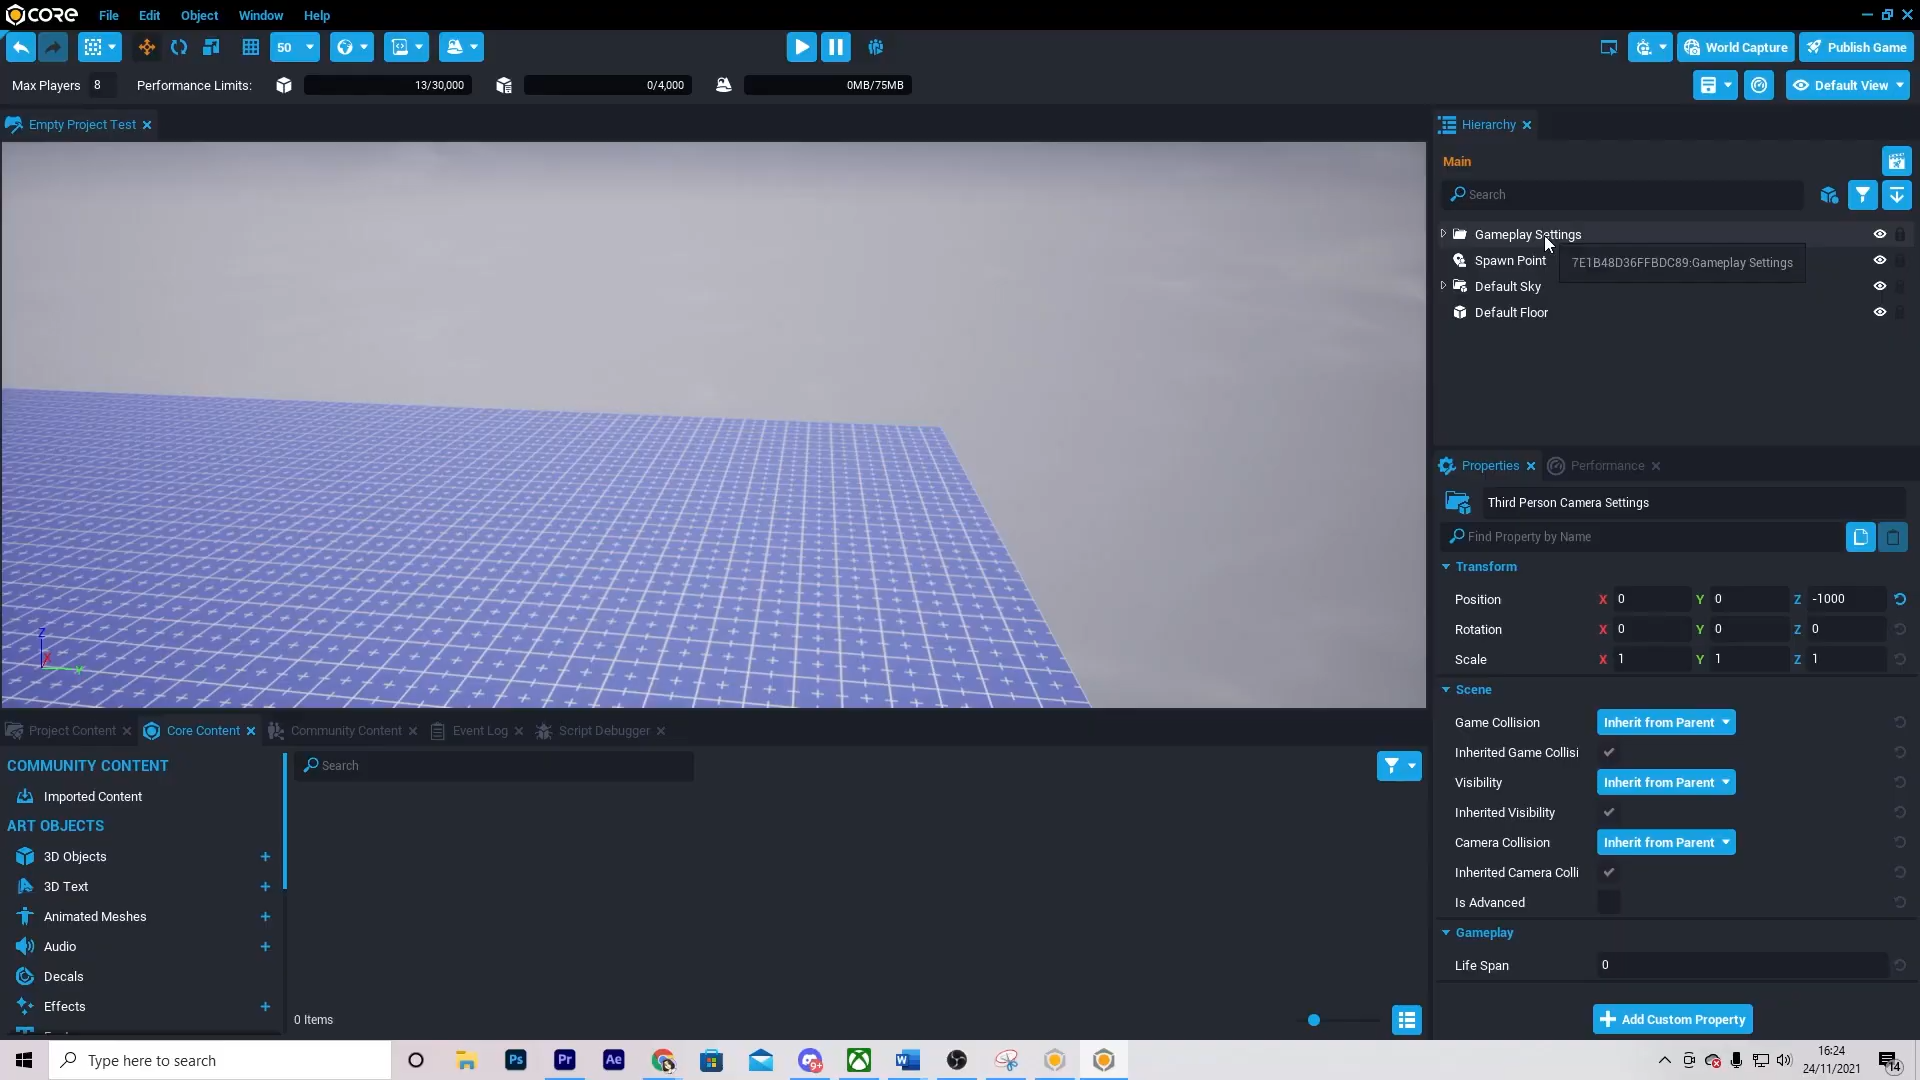 CORE File Edit Object Window Help
50 World Capture Publish Game
Max Players 8 Performance Limits: 13/30,000 0/4,000 0MB/75MB Default View
Empty Project Test
Hierarchy
Main
Search
Gameplay Settings
Spawn Point
7E1B48D36FFBDC89:Gameplay Settings
Default Sky
Default Floor
Properties Performance
Third Person Camera Settings
Find Property by Name
Transform
Position X 0 Y 0 Z -1000
Rotation X 0 Y 0 Z 0
Scale X 1 Y 1 Z 1
Scene
Game Collision Inherit from Parent
Inherited Game Collisi
Visibility Inherit from Parent
Inherited Visibility
Camera Collision Inherit from Parent
Inherited Camera Colli
Is Advanced
Gameplay
Life Span 0
Add Custom Property
Z
X
Y
Project Content Core Content Community Content Event Log Script Debugger
COMMUNITY CONTENT
Search
Imported Content
ART OBJECTS
3D Objects
3D Text
Animated Meshes
Audio
Decals
Effects
0 Items
Type here to search
Ps Pr Ae 9+ W
16:24
24/11/2021
14